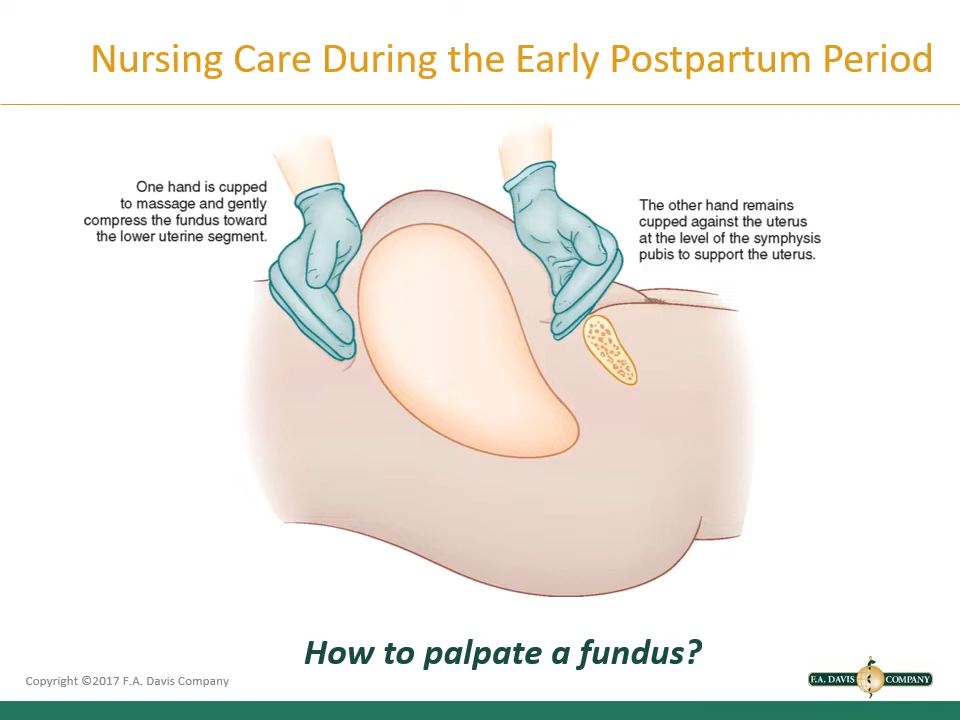 Nursing Care During the Early Postpartum Period
One hand is cupped
to massage and gently
compress the fundus toward
the lower uterine segment.
The other hand remains
cupped against the uterus
at the level of the symphysis
pubis to support the uterus.
How to palpate a fundus?
Copyright ©2017 F.A. Davis Company
F.A. DAVIS COMPANY